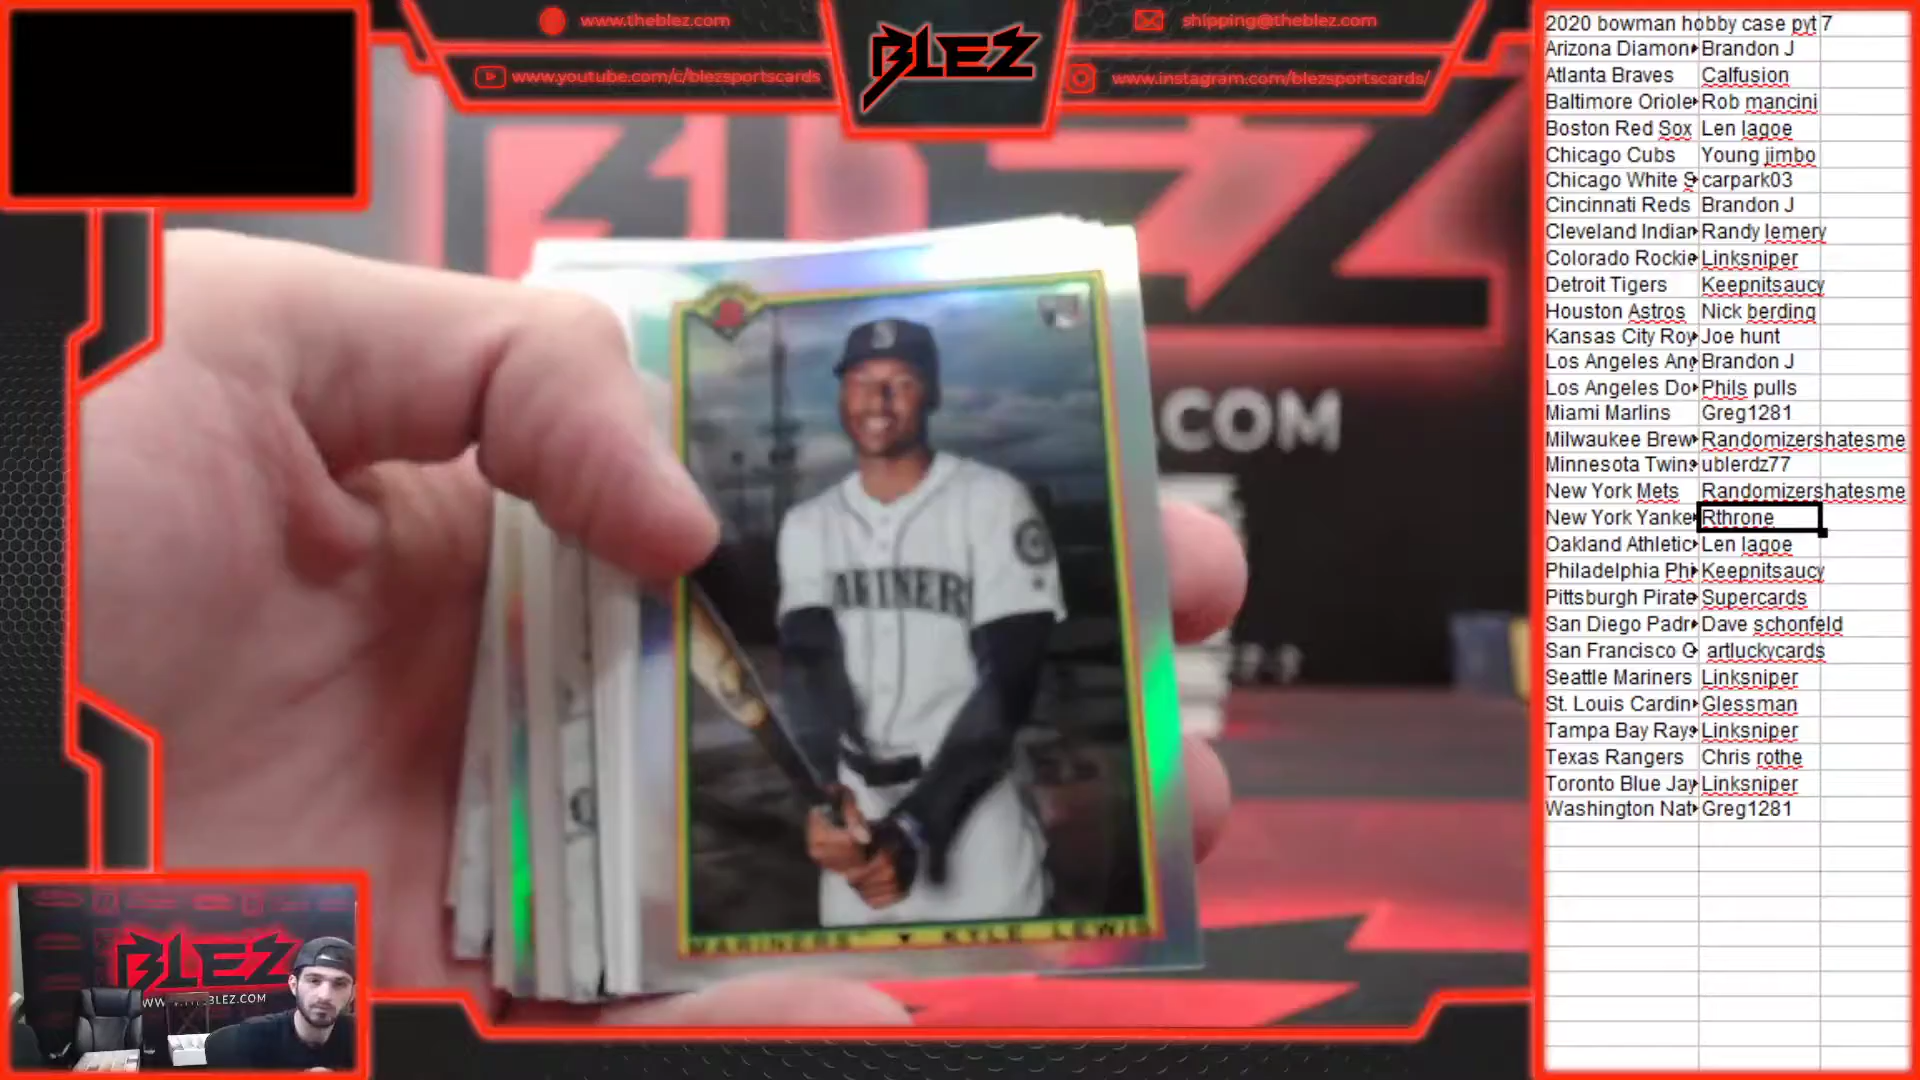 www.theblez.com
shipping@theblez.com
BLEZ
www.youtube.com/c/blezsportscards
www.instagram.com/blezsportscards/
.COM
MARINERS
MARINERS ▾ KYLE LEWIS
BLEZ
BLEZ.COM
2020 bowman hobby case pyt 7
Arizona Diamon Brandon J
Atlanta Braves Calfusion
Baltimore Oriole Rob mancini
Boston Red Sox Len lagoe
Chicago Cubs Young jimbo
Chicago White S carpark03
Cincinnati Reds Brandon J
Cleveland Indian Randy lemery
Colorado Rockie Linksniper
Detroit Tigers Keepnitsaucy
Houston Astros Nick berding
Kansas City Roy Joe hunt
Los Angeles Ang Brandon J
Los Angeles Do Phils pulls
Miami Marlins Greg1281
Milwaukee Brew Randomizershatesme
Minnesota Twins ublerdz77
New York Mets Randomizershatesme
New York Yanke Rthrone
Oakland Athletic Len lagoe
Philadelphia Phi Keepnitsaucy
Pittsburgh Pirate Supercards
San Diego Padr Dave schonfeld
San Francisco G artluckycards
Seattle Mariners Linksniper
St. Louis Cardin Glessman
Tampa Bay Rays Linksniper
Texas Rangers Chris rothe
Toronto Blue Jay Linksniper
Washington Nat Greg1281